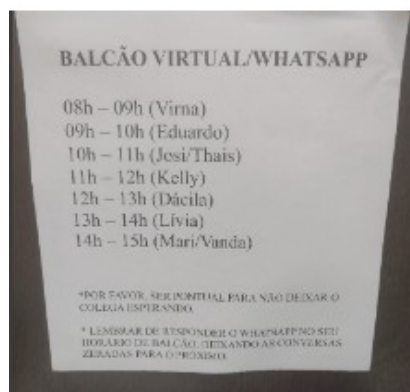 BALCÃO VIRTUAL/WHATSAPP
08h – 09h (Virna)
09h – 10h (Eduardo)
10h – 11h (Josi/Thais)
11h – 12h (Kelly)
12h – 13h (Dácila)
13h – 14h (Lívia)
14h – 15h (Mari/Vanda)
*POR FAVOR, SER PONTUAL PARA NÃO DEIXAR O
COLEGA ESPERANDO.
* LEMBRAR DE RESPONDER O WHATSAPP NO SEU
HORÁRIO DE BALCÃO, DEIXANDO AS CONVERSAS
ZERADAS PARA O PRÓXIMO.